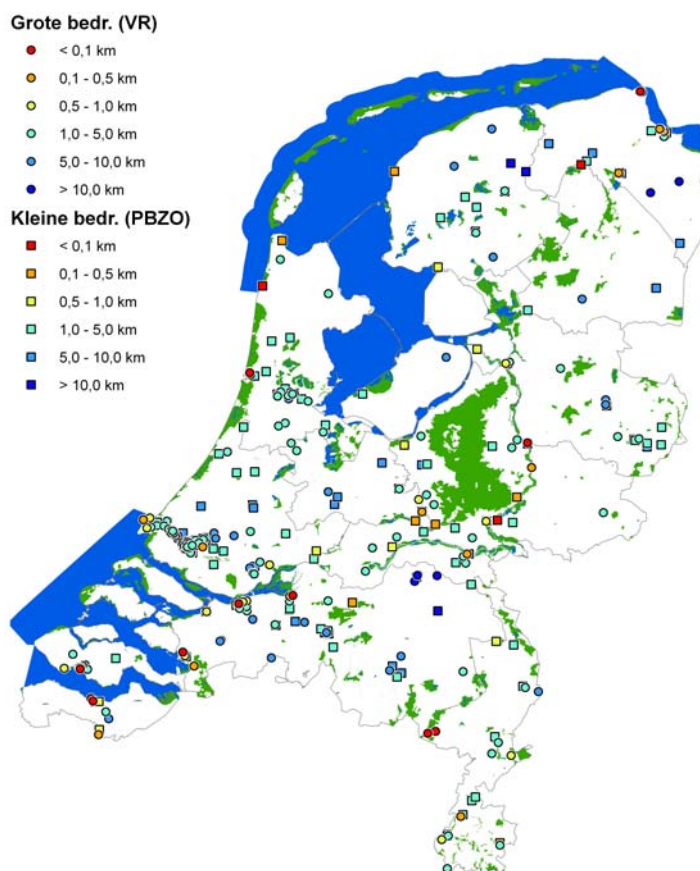 Grote bedr. (VR)
< 0,1 km
0,1 - 0,5 km
0,5 - 1,0 km
1,0 - 5,0 km
5,0 - 10,0 km
> 10,0 km
Kleine bedr. (PBZO)
< 0,1 km
0,1 - 0,5 km
0,5 - 1,0 km
1,0 - 5,0 km
5,0 - 10,0 km
> 10,0 km